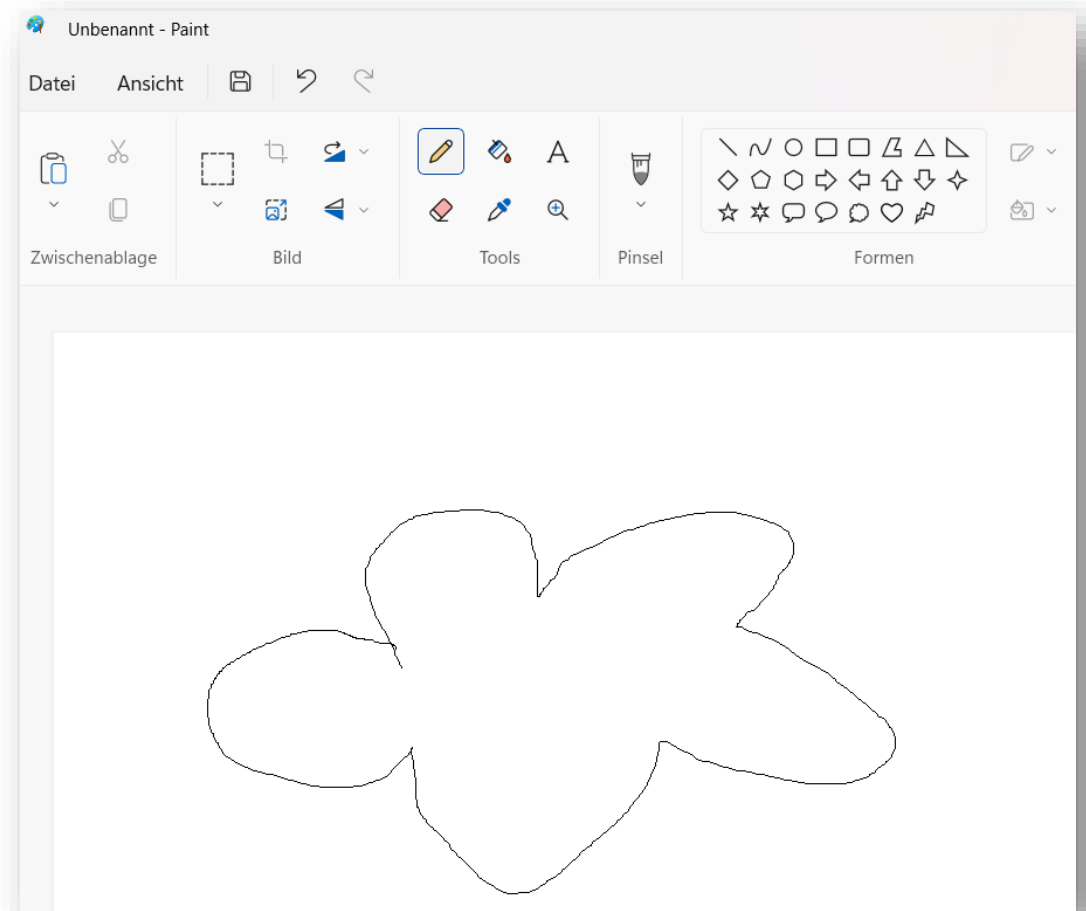 Unbenannt - Paint
Datei Ansicht
A
Zwischenablage Bild Tools Pinsel Formen